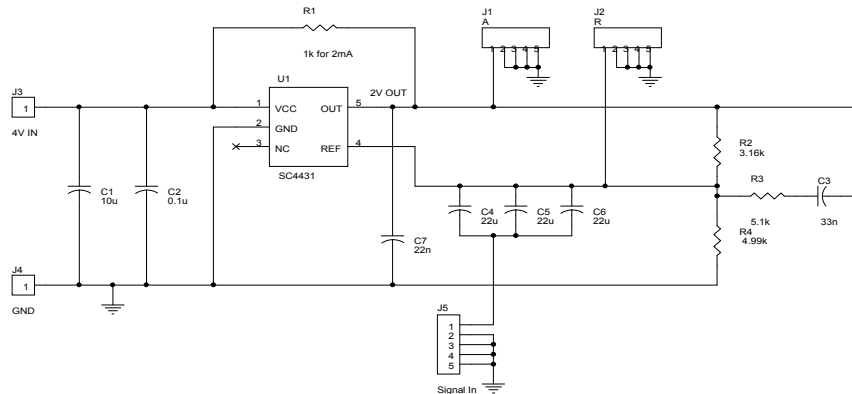 R1
1k for 2mA
J1
A
1 2 3 4 5
J2
R
1 2 3 4 5
J3
1
4V IN
U1
1 VCC OUT 5
2 GND
3 NC REF 4
SC4431
2V OUT
R2
3.16k
R3
5.1k
C3
33n
C1
10u
C2
0.1u
C4
22u
C5
22u
C6
22u
R4
4.99k
C7
22n
J4
1
GND
J5
1
2
3
4
5
Signal In